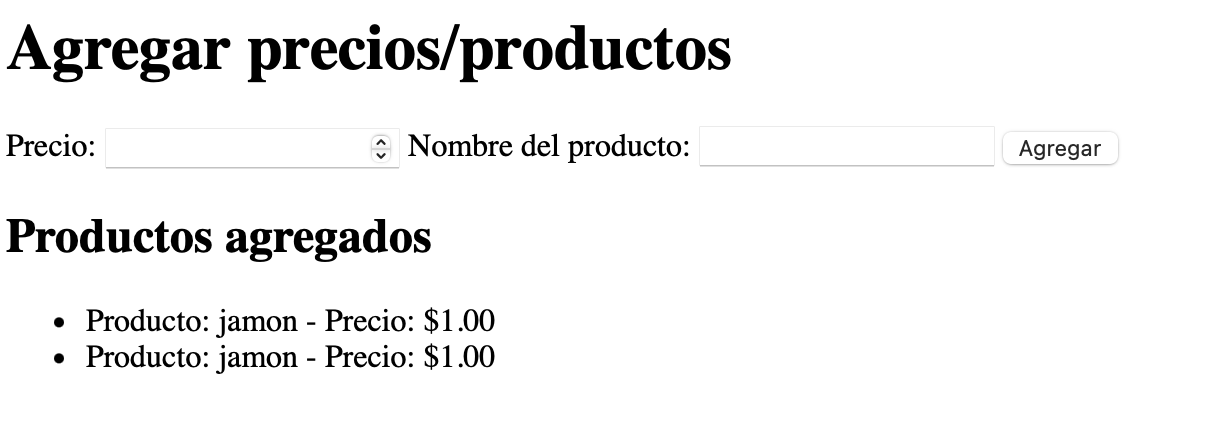 Agregar precios/productos
Precio: Nombre del producto: Agregar
Productos agregados
Producto: jamon - Precio: $1.00
Producto: jamon - Precio: $1.00